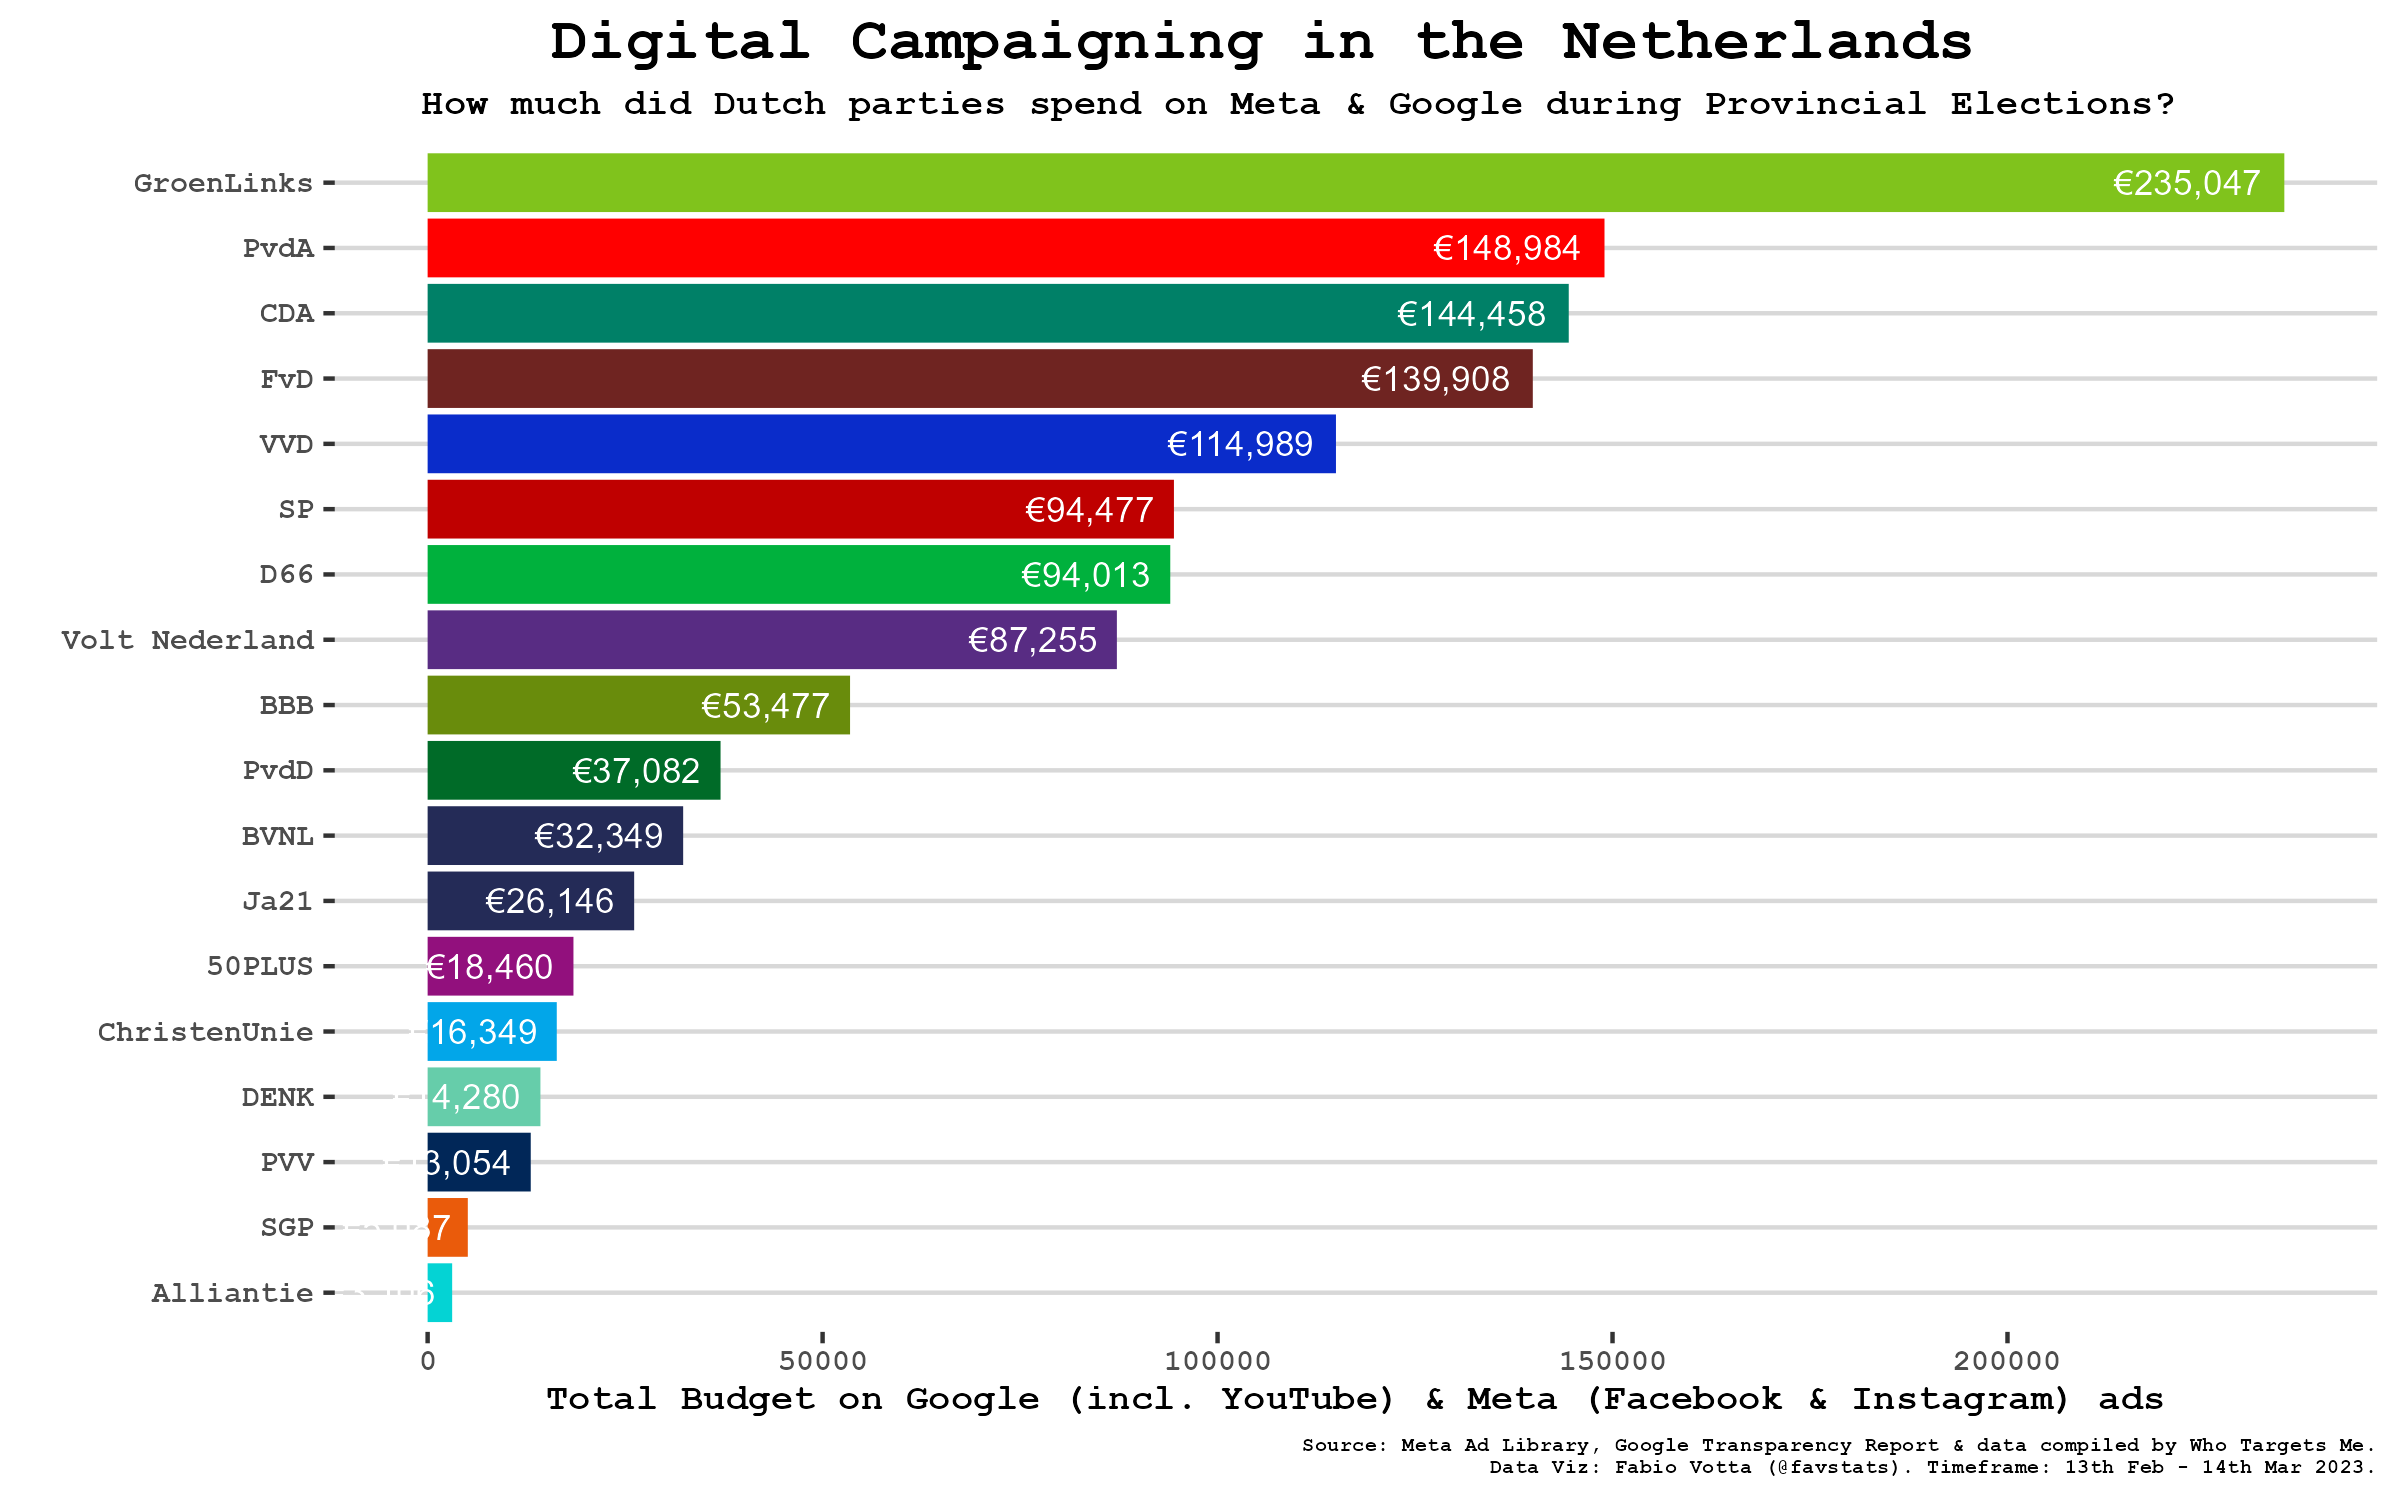 Digital Campaigning in the Netherlands
How much did Dutch parties spend on Meta & Google during Provincial Elections?
GroenLinks €235,047
PvdA €148,984
CDA €144,458
FvD €139,908
VVD €114,989
SP €94,477
D66 €94,013
Volt Nederland €87,255
BBB €53,477
PvdD €37,082
BVNL €32,349
Ja21 €26,146
50PLUS €18,460
ChristenUnie 16,349
DENK €14,280
PVV €13,054
SGP
Alliantie
0 50000 100000 150000 200000
Total Budget on Google (incl. YouTube) & Meta (Facebook & Instagram) ads
Source: Meta Ad Library, Google Transparency Report & data compiled by Who Targets Me.
Data Viz: Fabio Votta (@favstats). Timeframe: 13th Feb - 14th Mar 2023.